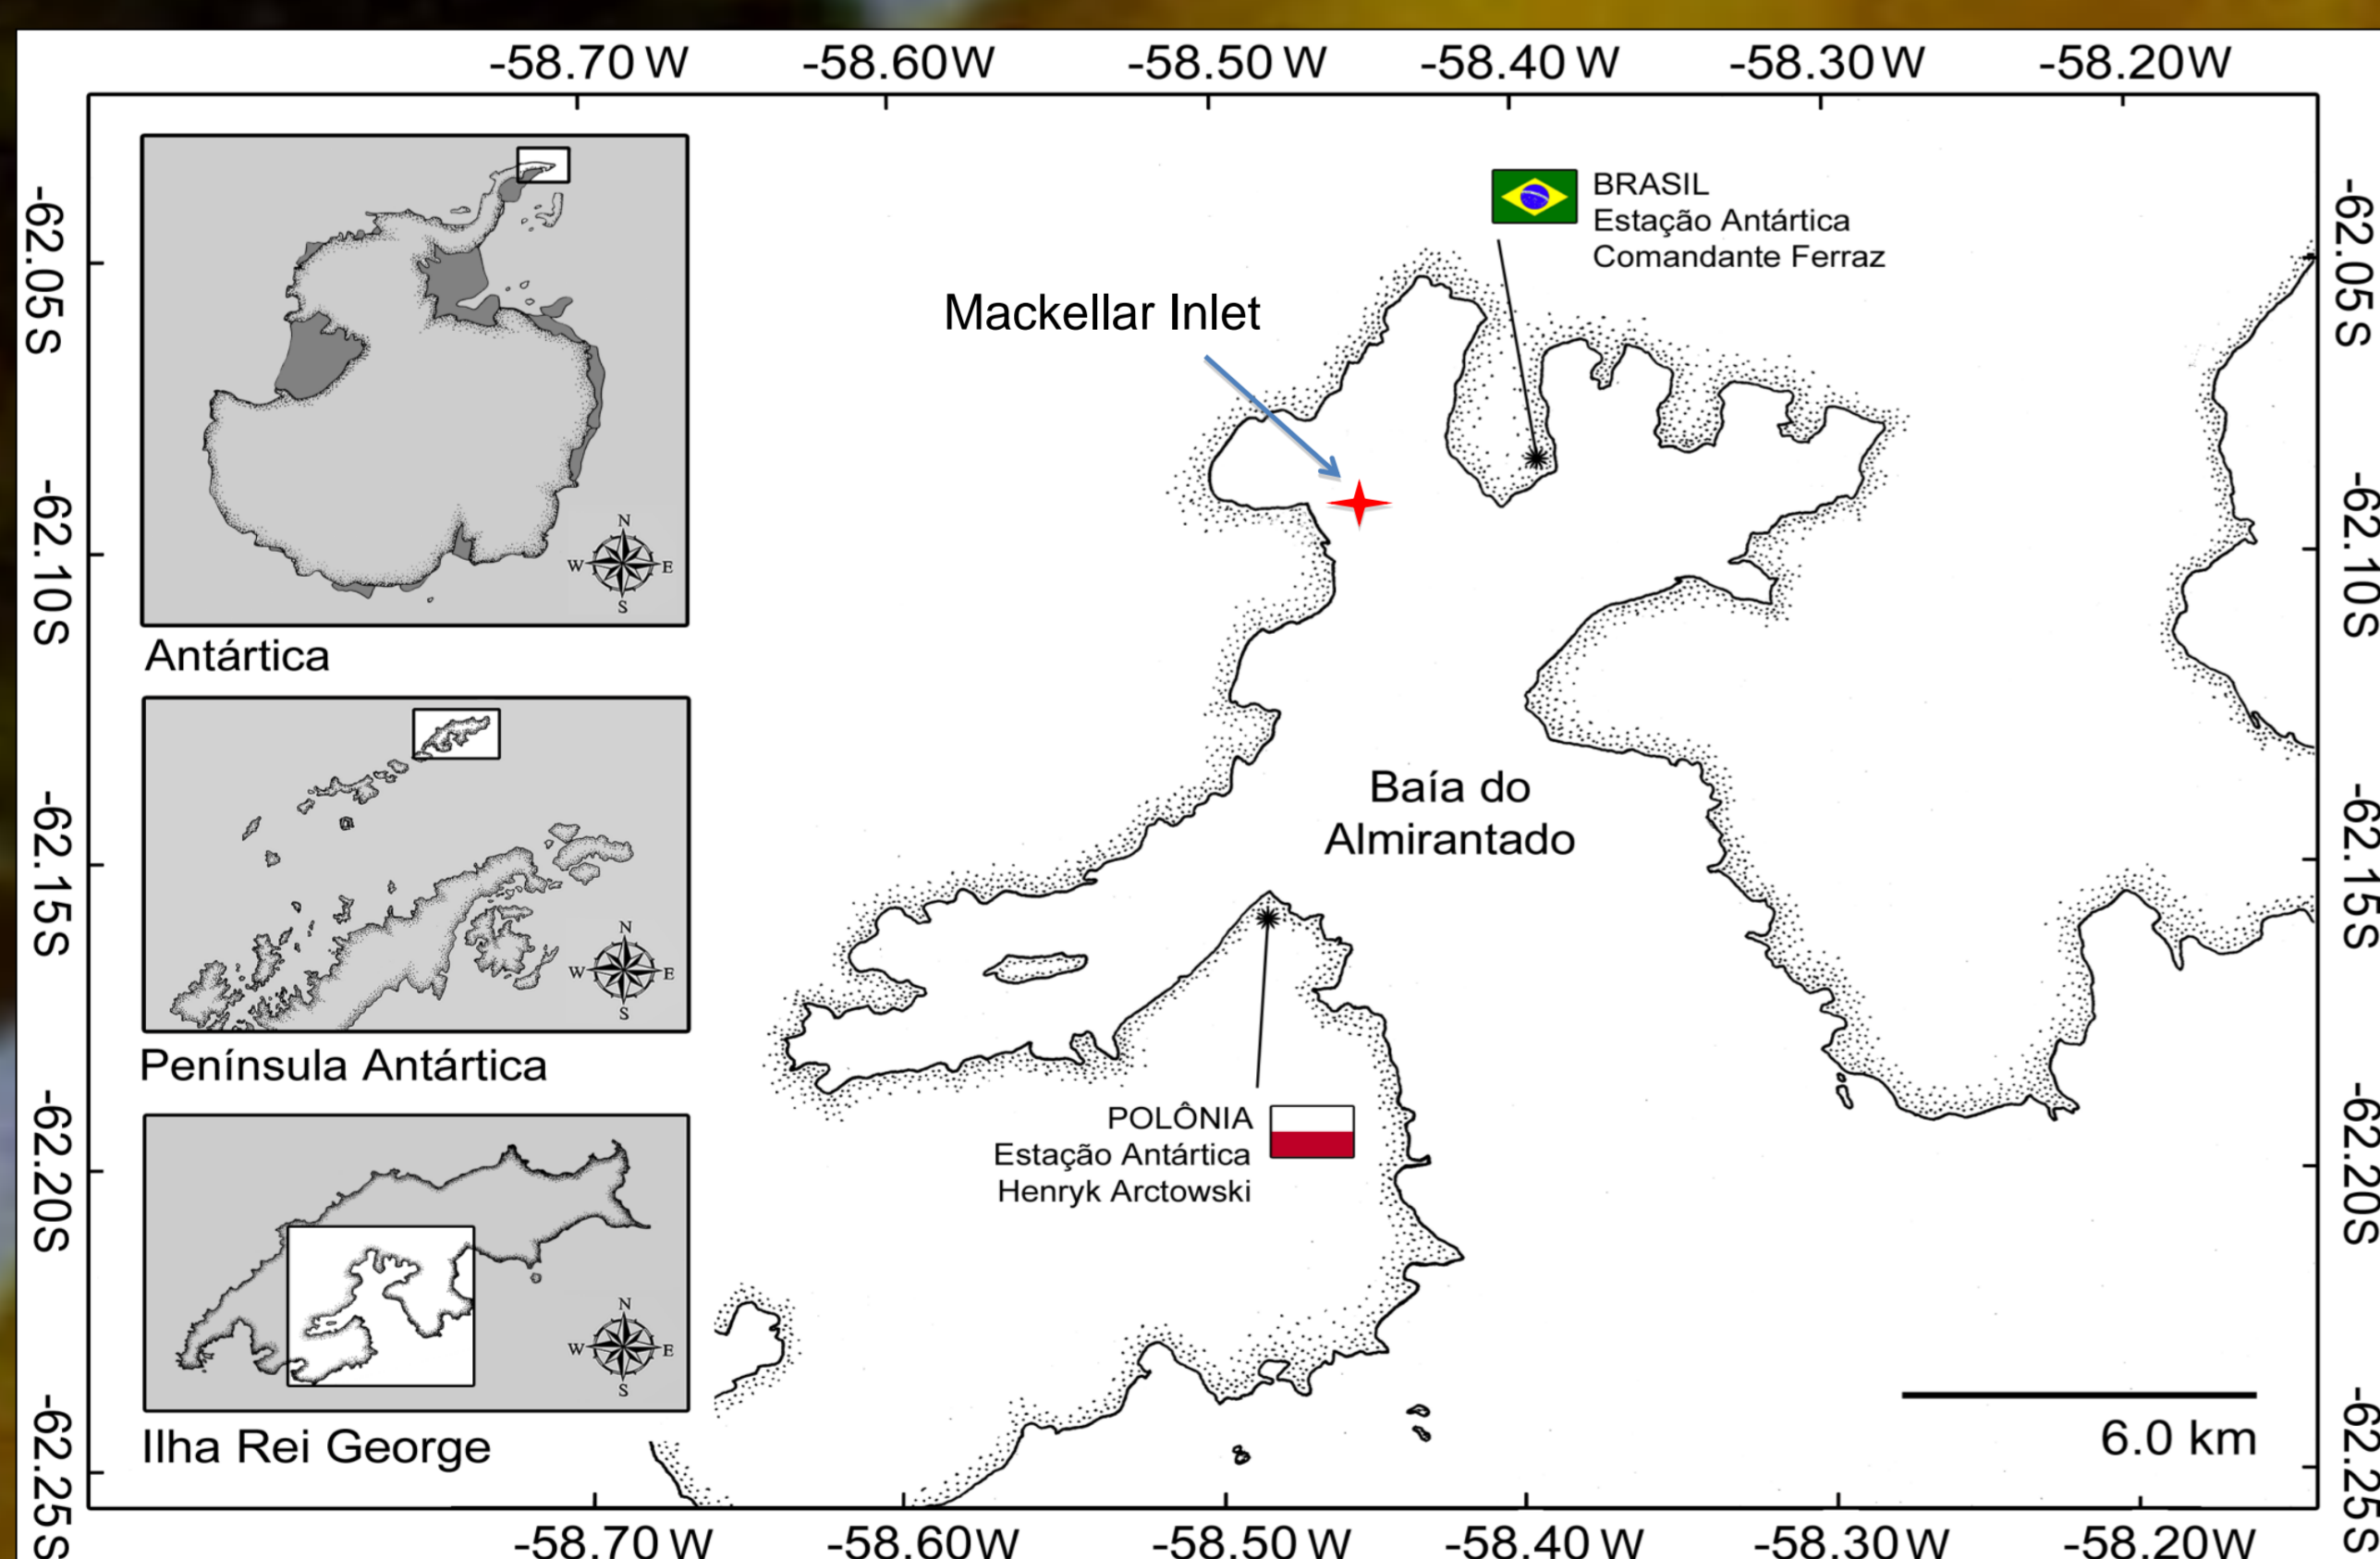 -58.70 W -58.60W -58.50 W -58.40 W -58.30 W -58.20W
-62.05 S
-62.10S
-62.15S
-62.20S
-62.25S
N
W E
S
Antártica
N
W E
S
Península Antártica
N
W E
S
Ilha Rei George
BRASIL
Estação Antártica
Comandante Ferraz
Mackellar Inlet
Baía do
Almirantado
POLÔNIA
Estação Antártica
Henryk Arctowski
6.0 km
-62.05 S
-62.10S
-62.15S
-62.20S
-62.25S
-58.70 W -58.60W -58.50 W -58.40 W -58.30 W -58.20W